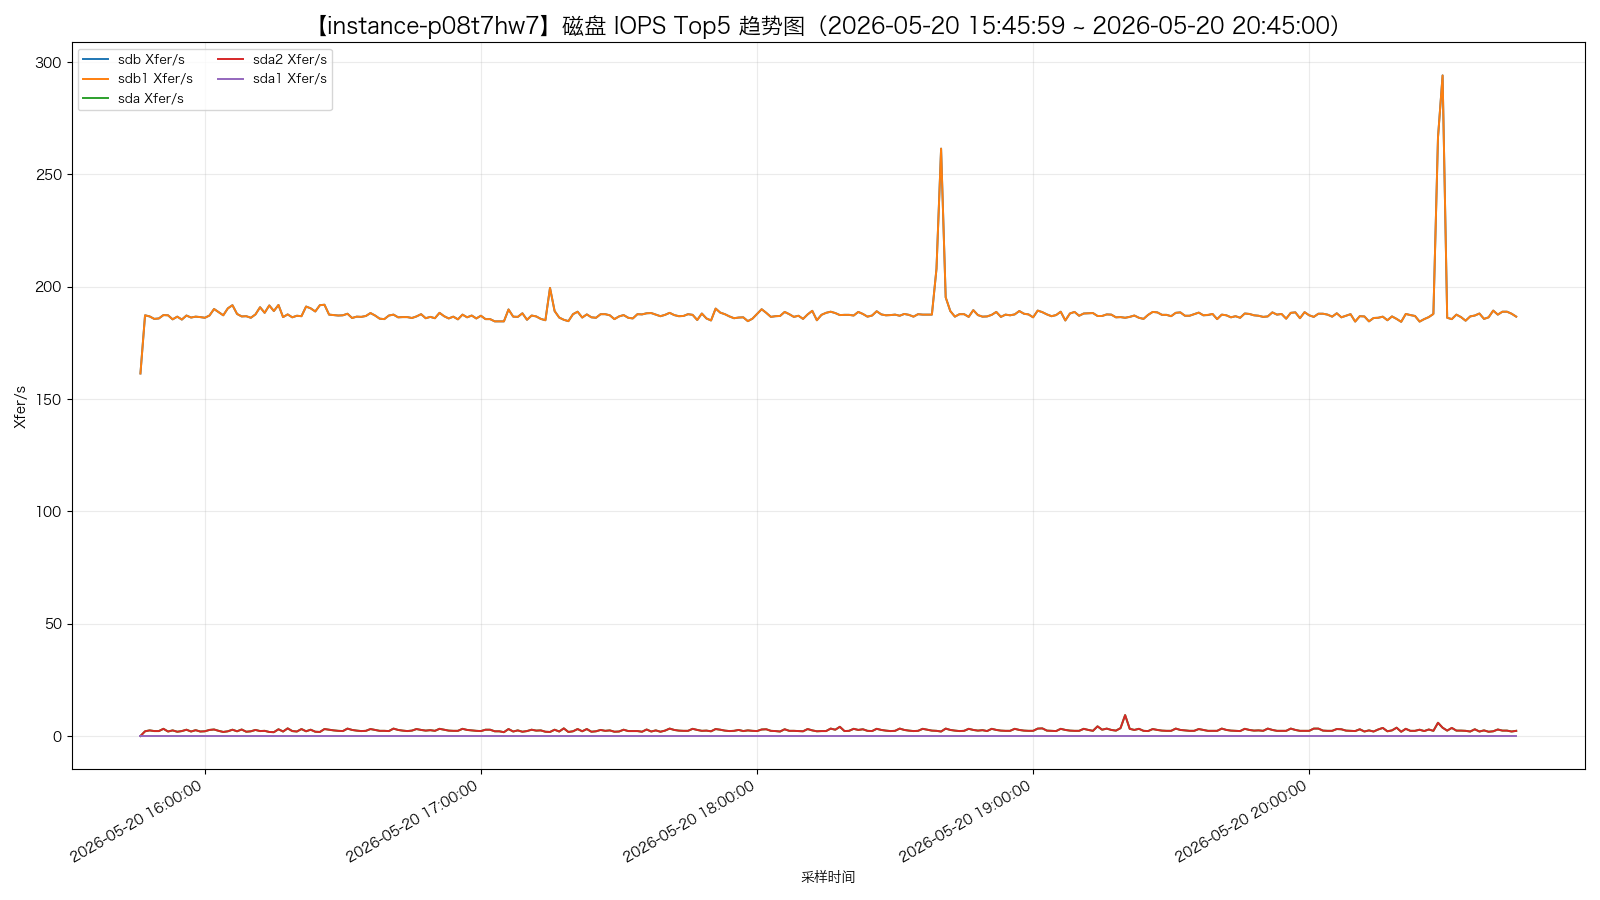 【instance-p08t7hw7】磁盘 IOPS Top5 趋势图（2026-05-20 15:45:59 ~ 2026-05-20 20:45:00）
sdb Xfer/s
sdb1 Xfer/s
sda Xfer/s
sda2 Xfer/s
sda1 Xfer/s
Xfer/s
300
250
200
150
100
50
0
2026-05-20 16:00:00
2026-05-20 17:00:00
2026-05-20 18:00:00
2026-05-20 19:00:00
2026-05-20 20:00:00
采样时间